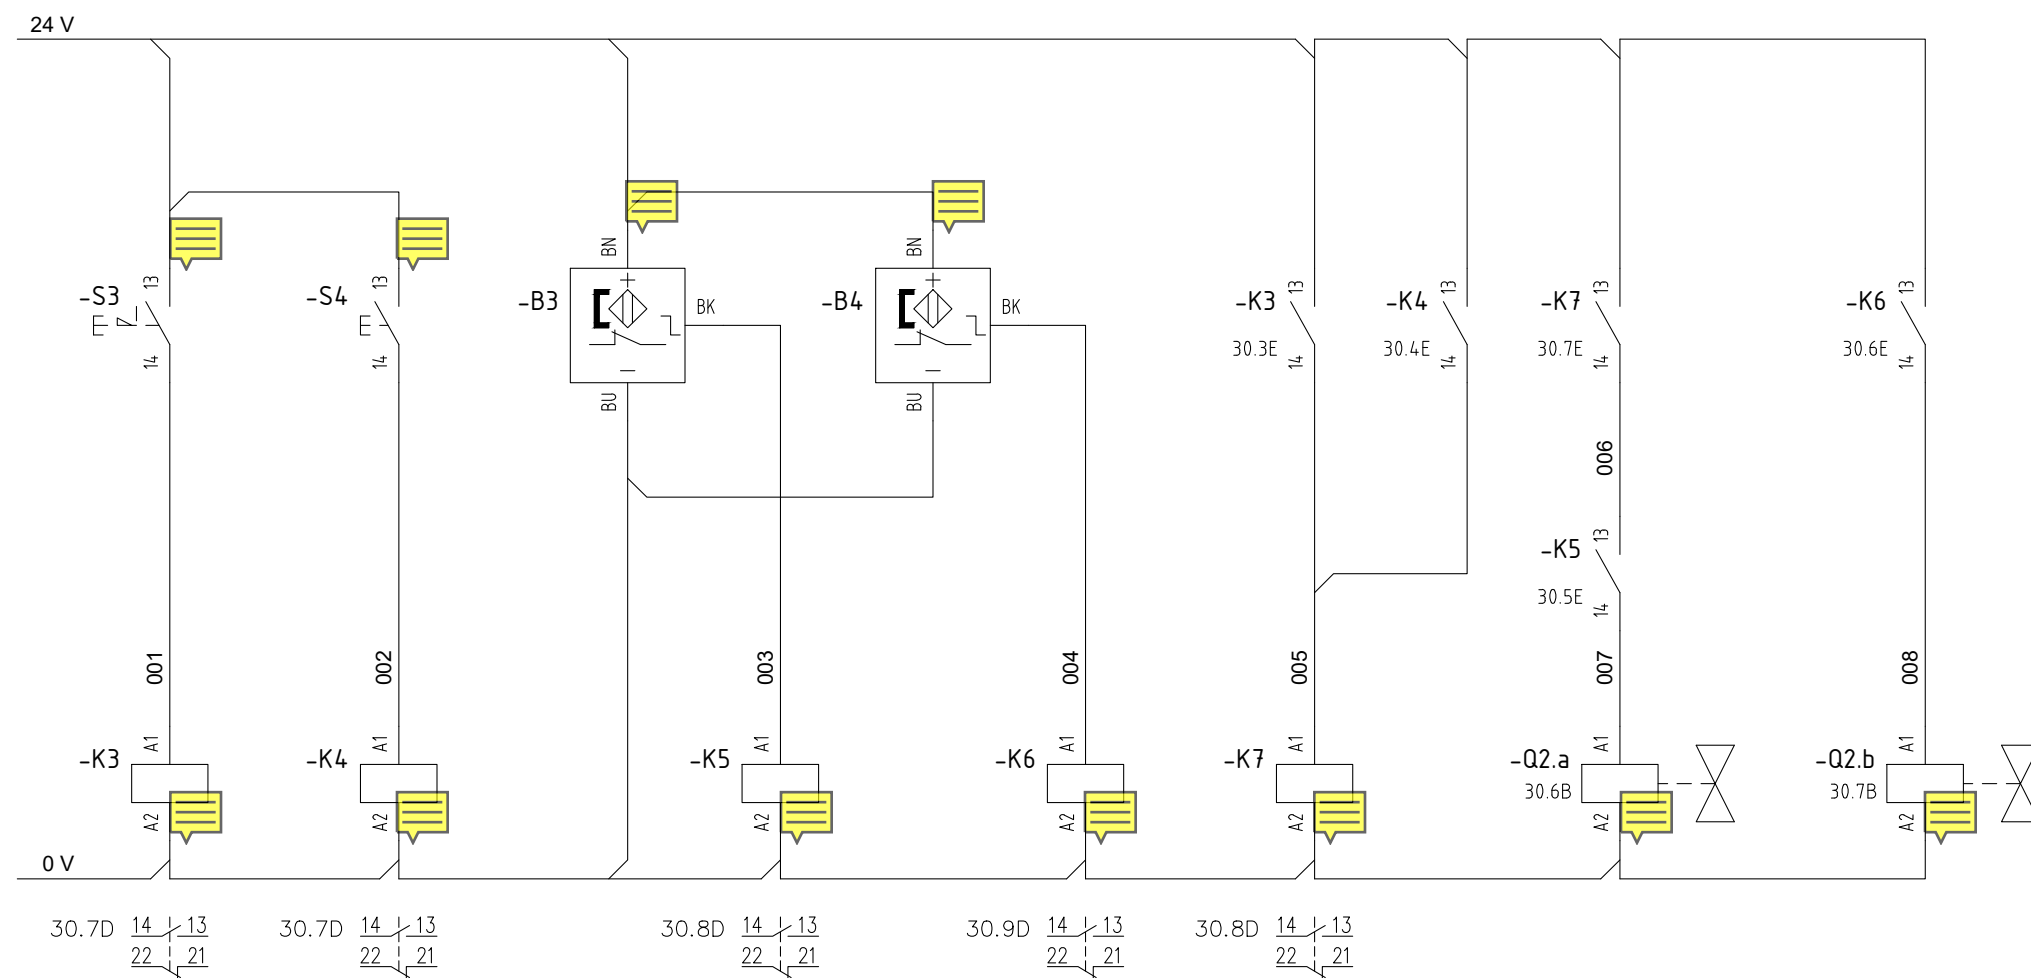 24 V
-S3 13
14
-S4 13
14
-B3 BN BK
BU
-B4 BN BK
BU
-K3 13
30.3E 14
-K4 13
30.4E 14
-K7 13
30.7E 14
-K6 13
30.6E 14
006
-K5 13
30.5E 14
001
002
003
004
005
007
008
-K3 A1
A2
-K4 A1
A2
-K5 A1
A2
-K6 A1
A2
-K7 A1
A2
-Q2.a A1
30.6B A2
-Q2.b A1
30.7B A2
0 V
30.7D 14 13
22 21
30.7D 14 13
22 21
30.8D 14 13
22 21
30.9D 14 13
22 21
30.8D 14 13
22 21